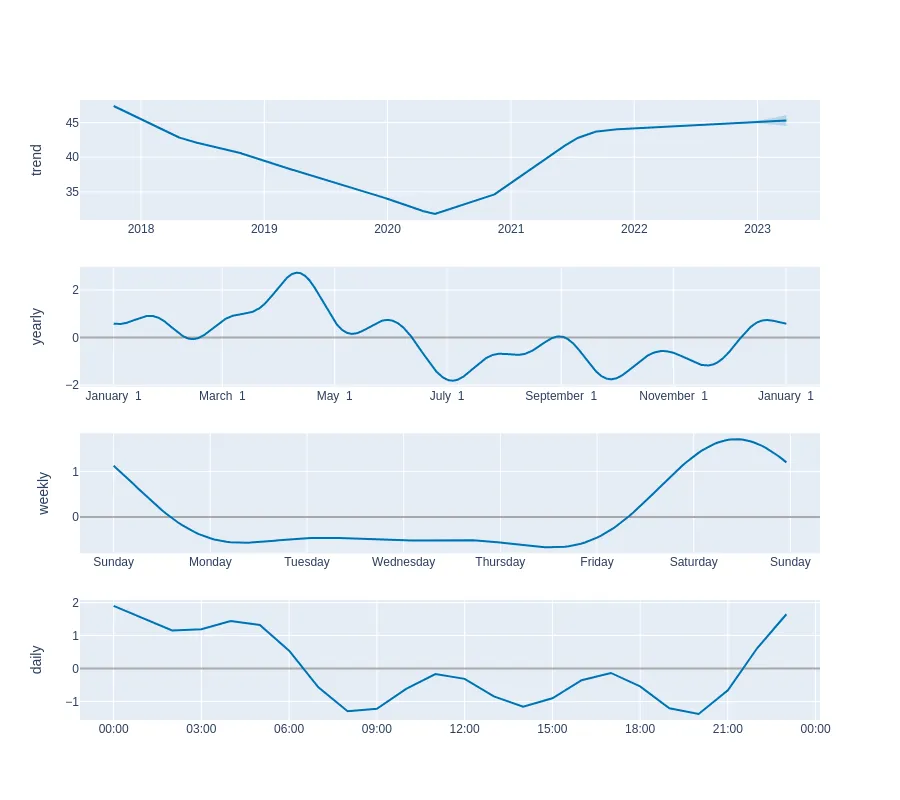 trend
45
40
35
2018 2019 2020 2021 2022 2023
yearly
2
0
−2
January 1 March 1 May 1 July 1 September 1 November 1 January 1
weekly
1
0
Sunday Monday Tuesday Wednesday Thursday Friday Saturday Sunday
daily
2
1
0
−1
00:00 03:00 06:00 09:00 12:00 15:00 18:00 21:00 00:00